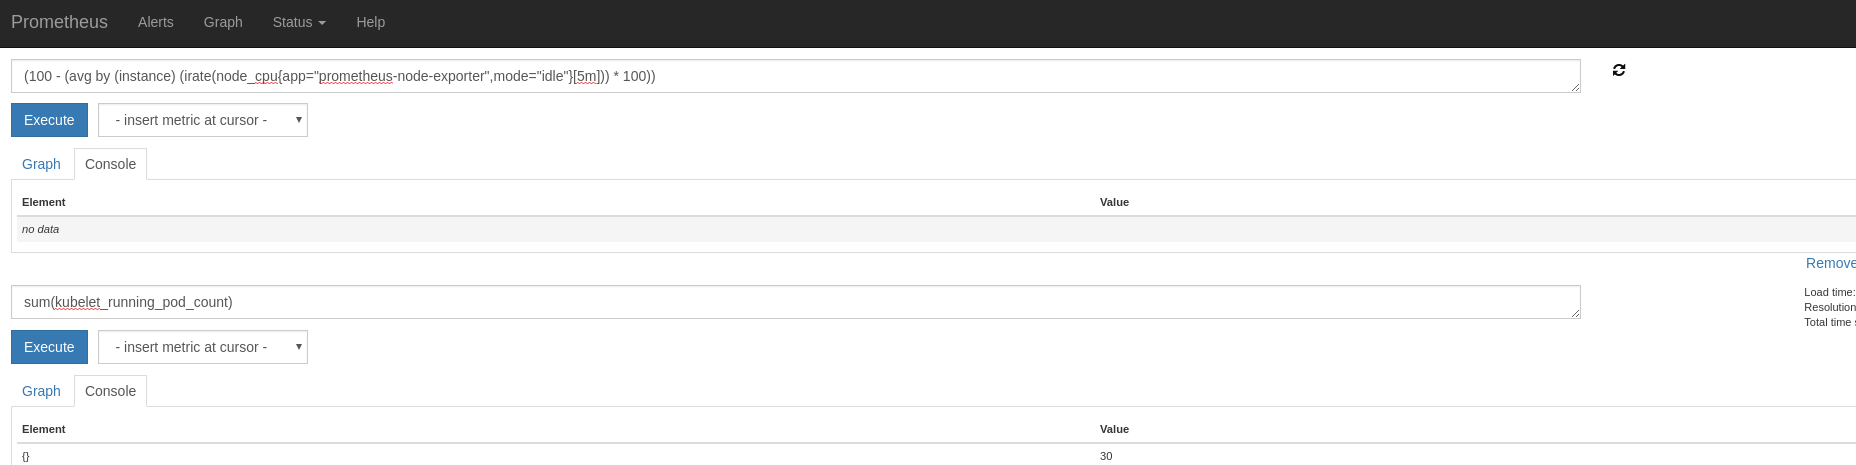 Prometheus Alerts Graph Status Help
(100 - (avg by (instance) (irate(node_cpu{app="prometheus-node-exporter",mode="idle"}[5m])) * 100))
Execute - insert metric at cursor -
Graph Console
Element Value
no data
Remove
sum(kubelet_running_pod_count)
Load time:
Resolution
Total time s
Execute - insert metric at cursor -
Graph Console
Element Value
{} 30